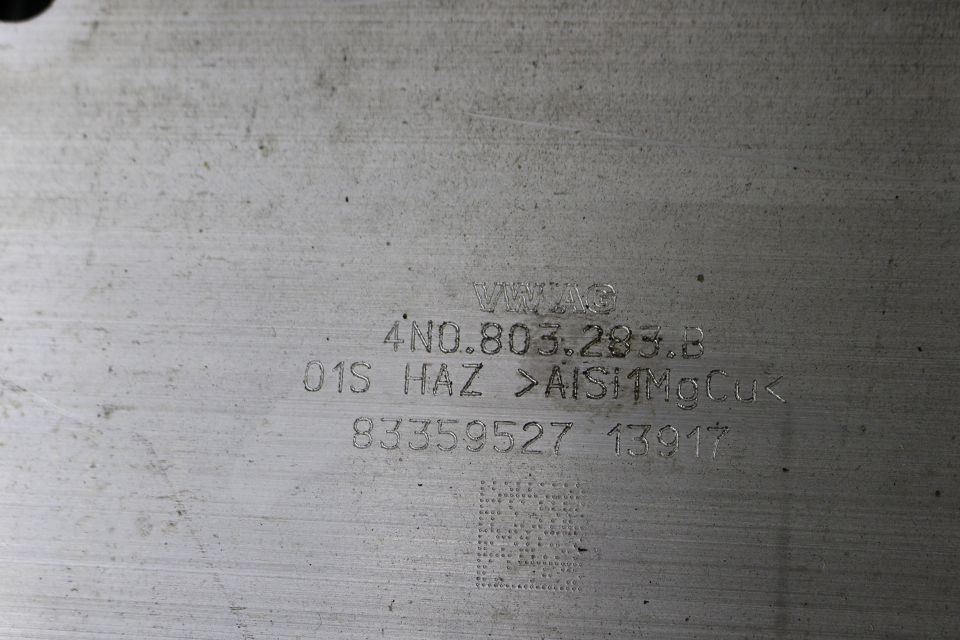 VW AG
4N0.803.283.B
01S HAZ >AlSi1MgCu<
83359527 13917